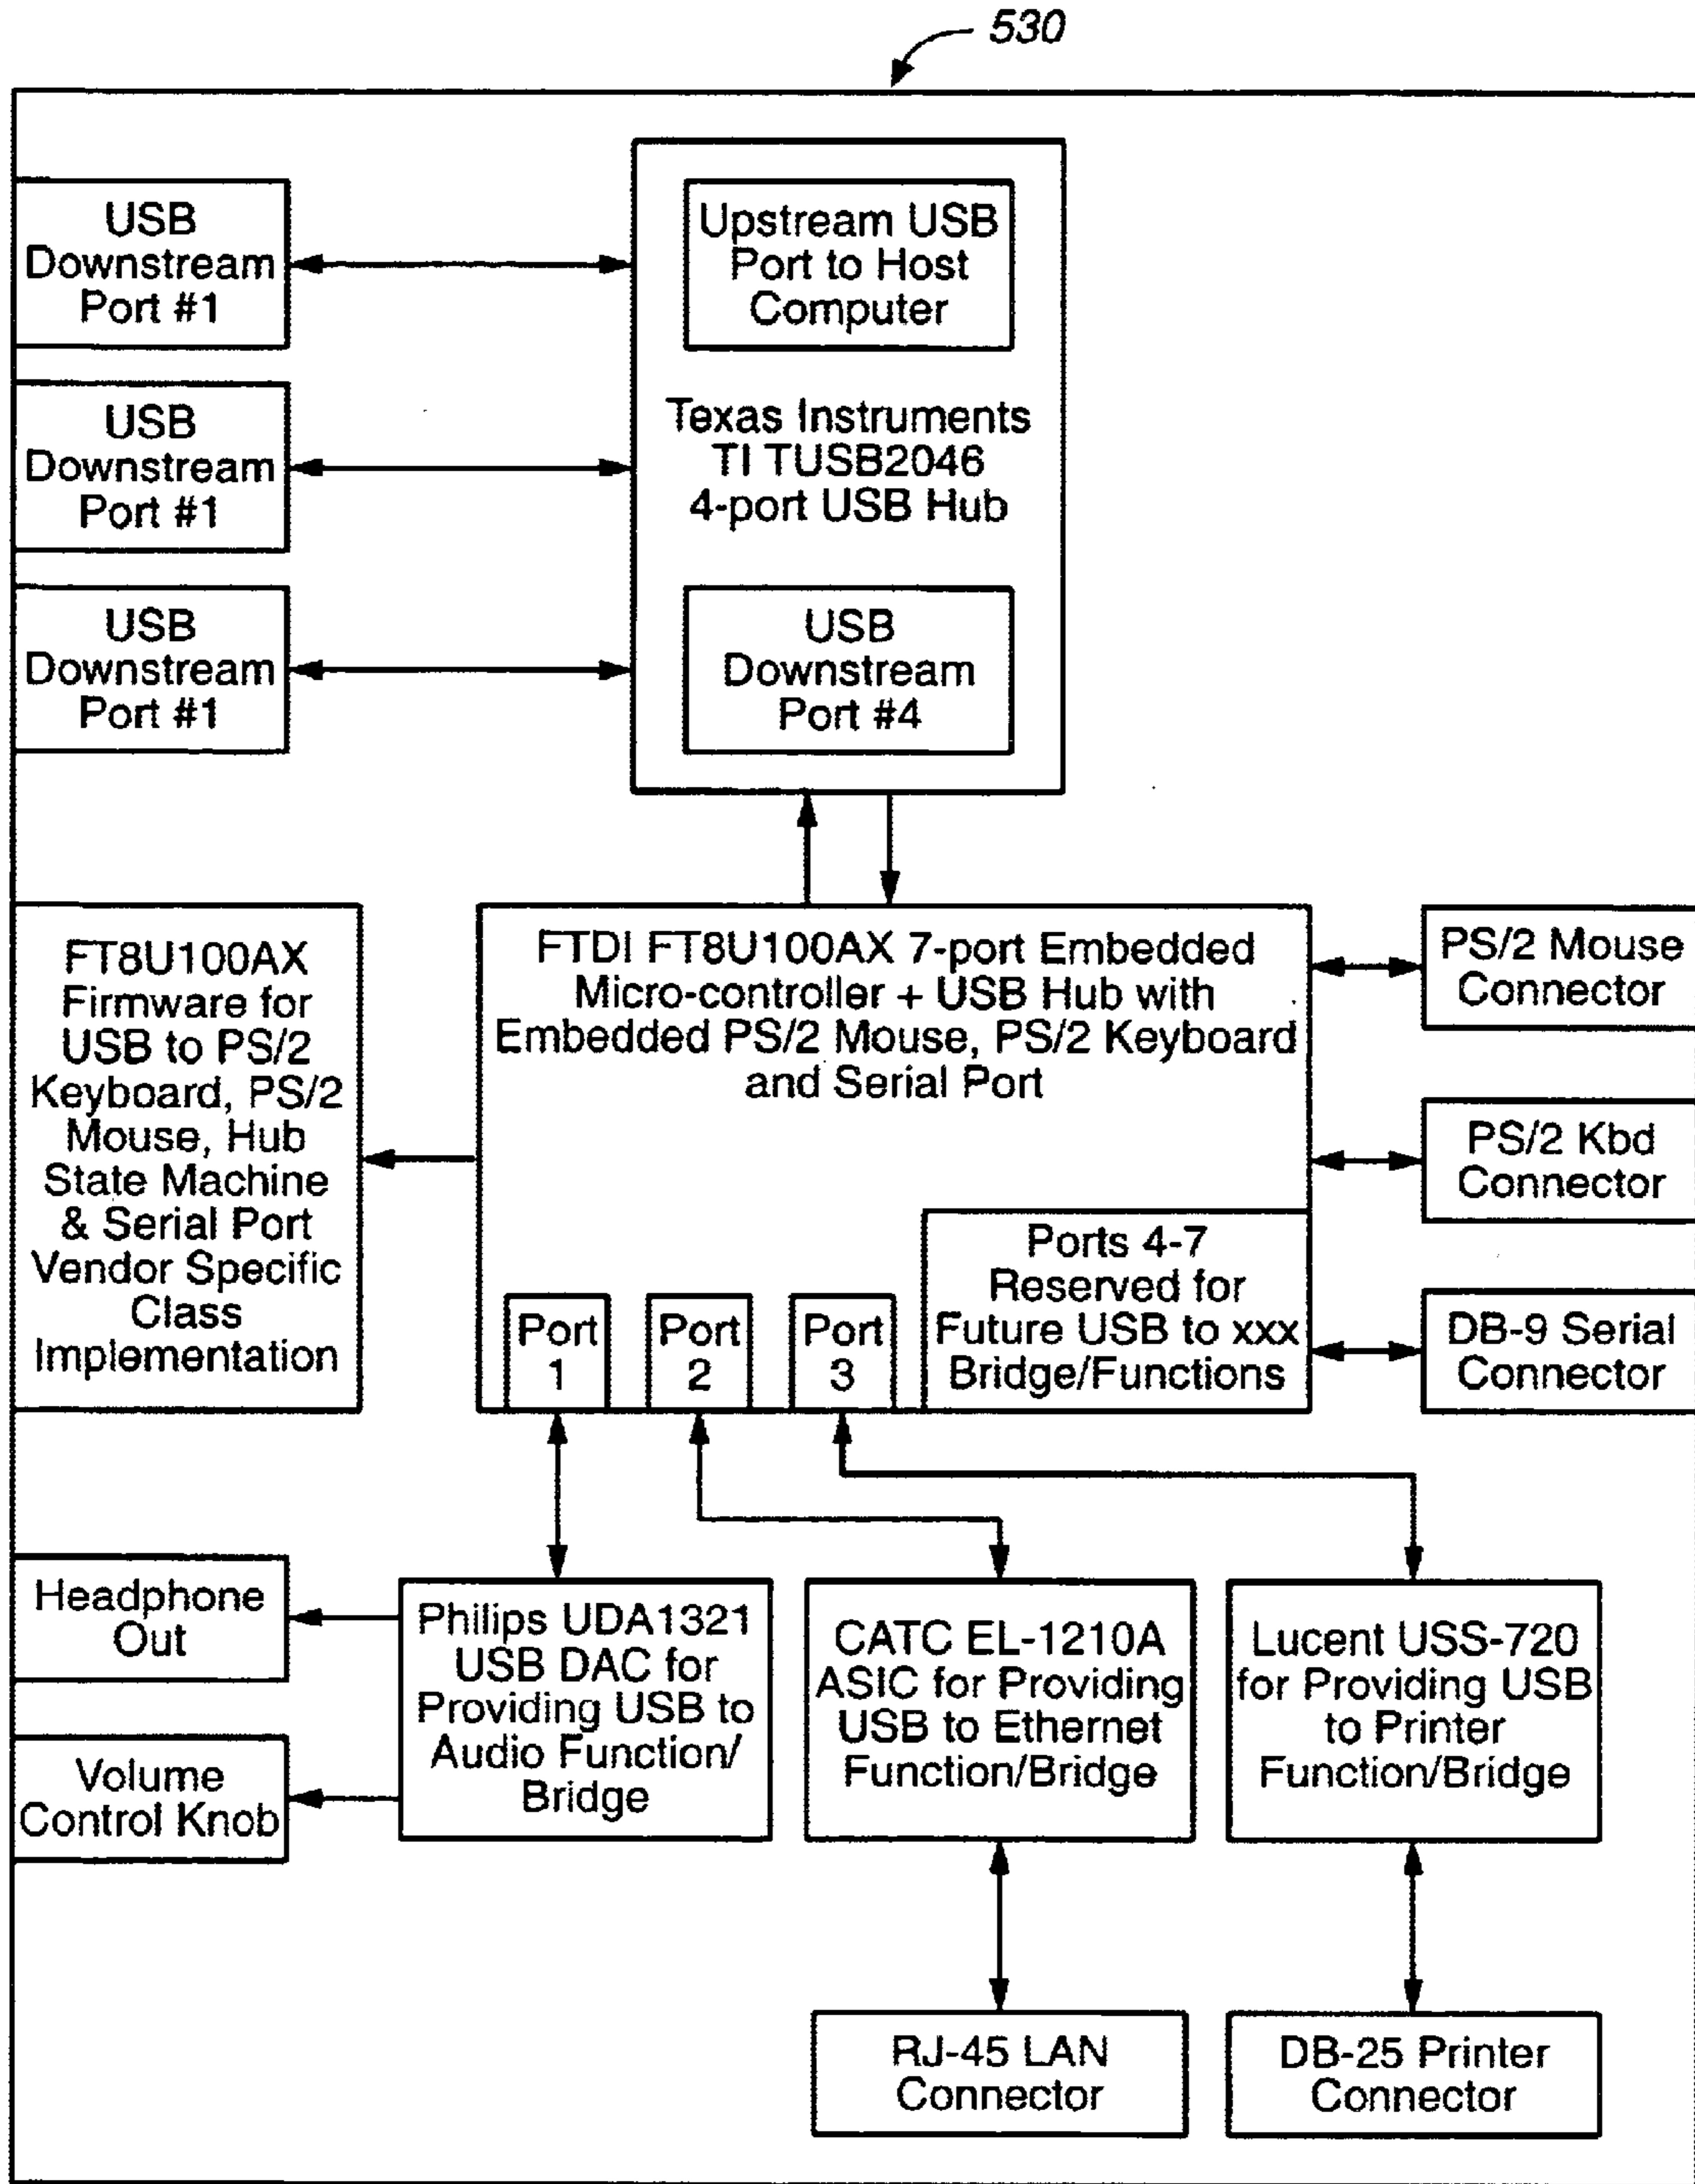 530
USB
Downstream
Port #1
Upstream USB
Port to Host
Computer
USB
Downstream
Port #1
Texas Instruments
TI TUSB2046
4-port USB Hub
USB
Downstream
Port #1
USB
Downstream
Port #4
FT8U100AX
Firmware for
USB to PS/2
Keyboard, PS/2
Mouse, Hub
State Machine
& Serial Port
Vendor Specific
Class
Implementation
FTDI FT8U100AX 7-port Embedded
Micro-controller + USB Hub with
Embedded PS/2 Mouse, PS/2 Keyboard
and Serial Port
PS/2 Mouse
Connector
PS/2 Kbd
Connector
DB-9 Serial
Connector
Port
1
Port
2
Port
3
Ports 4-7
Reserved for
Future USB to xxx
Bridge/Functions
Headphone
Out
Volume
Control Knob
Philips UDA1321
USB DAC for
Providing USB to
Audio Function/
Bridge
CATC EL-1210A
ASIC for Providing
USB to Ethernet
Function/Bridge
Lucent USS-720
for Providing USB
to Printer
Function/Bridge
RJ-45 LAN
Connector
DB-25 Printer
Connector